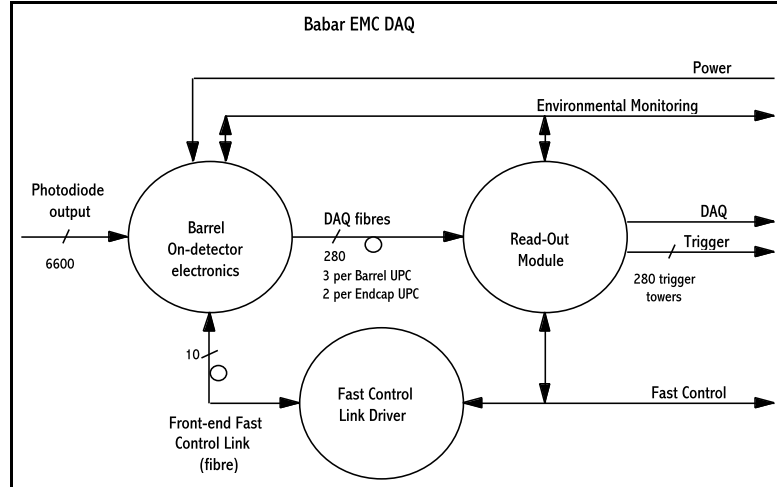 Babar EMC DAQ
Power
Environmental Monitoring
Photodiode
output
6600
Barrel
On-detector
electronics
DAQ fibres
280
3 per Barrel UPC
2 per Endcap UPC
Read-Out
Module
DAQ
Trigger
280 trigger
towers
10
Front-end Fast
Control Link
(fibre)
Fast Control
Link Driver
Fast Control